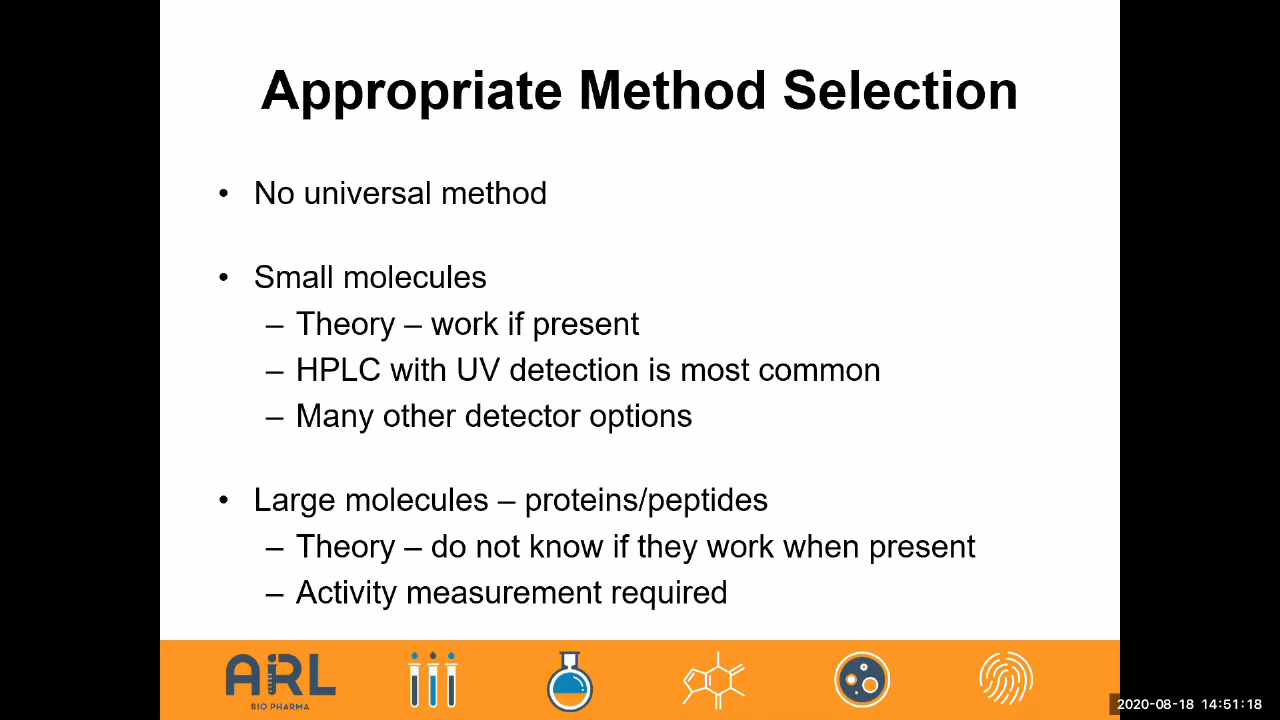 Appropriate Method Selection
• No universal method
• Small molecules
– Theory – work if present
– HPLC with UV detection is most common
– Many other detector options
• Large molecules – proteins/peptides
– Theory – do not know if they work when present
– Activity measurement required
ARL
BIO PHARMA
2020-08-18 14:51:18